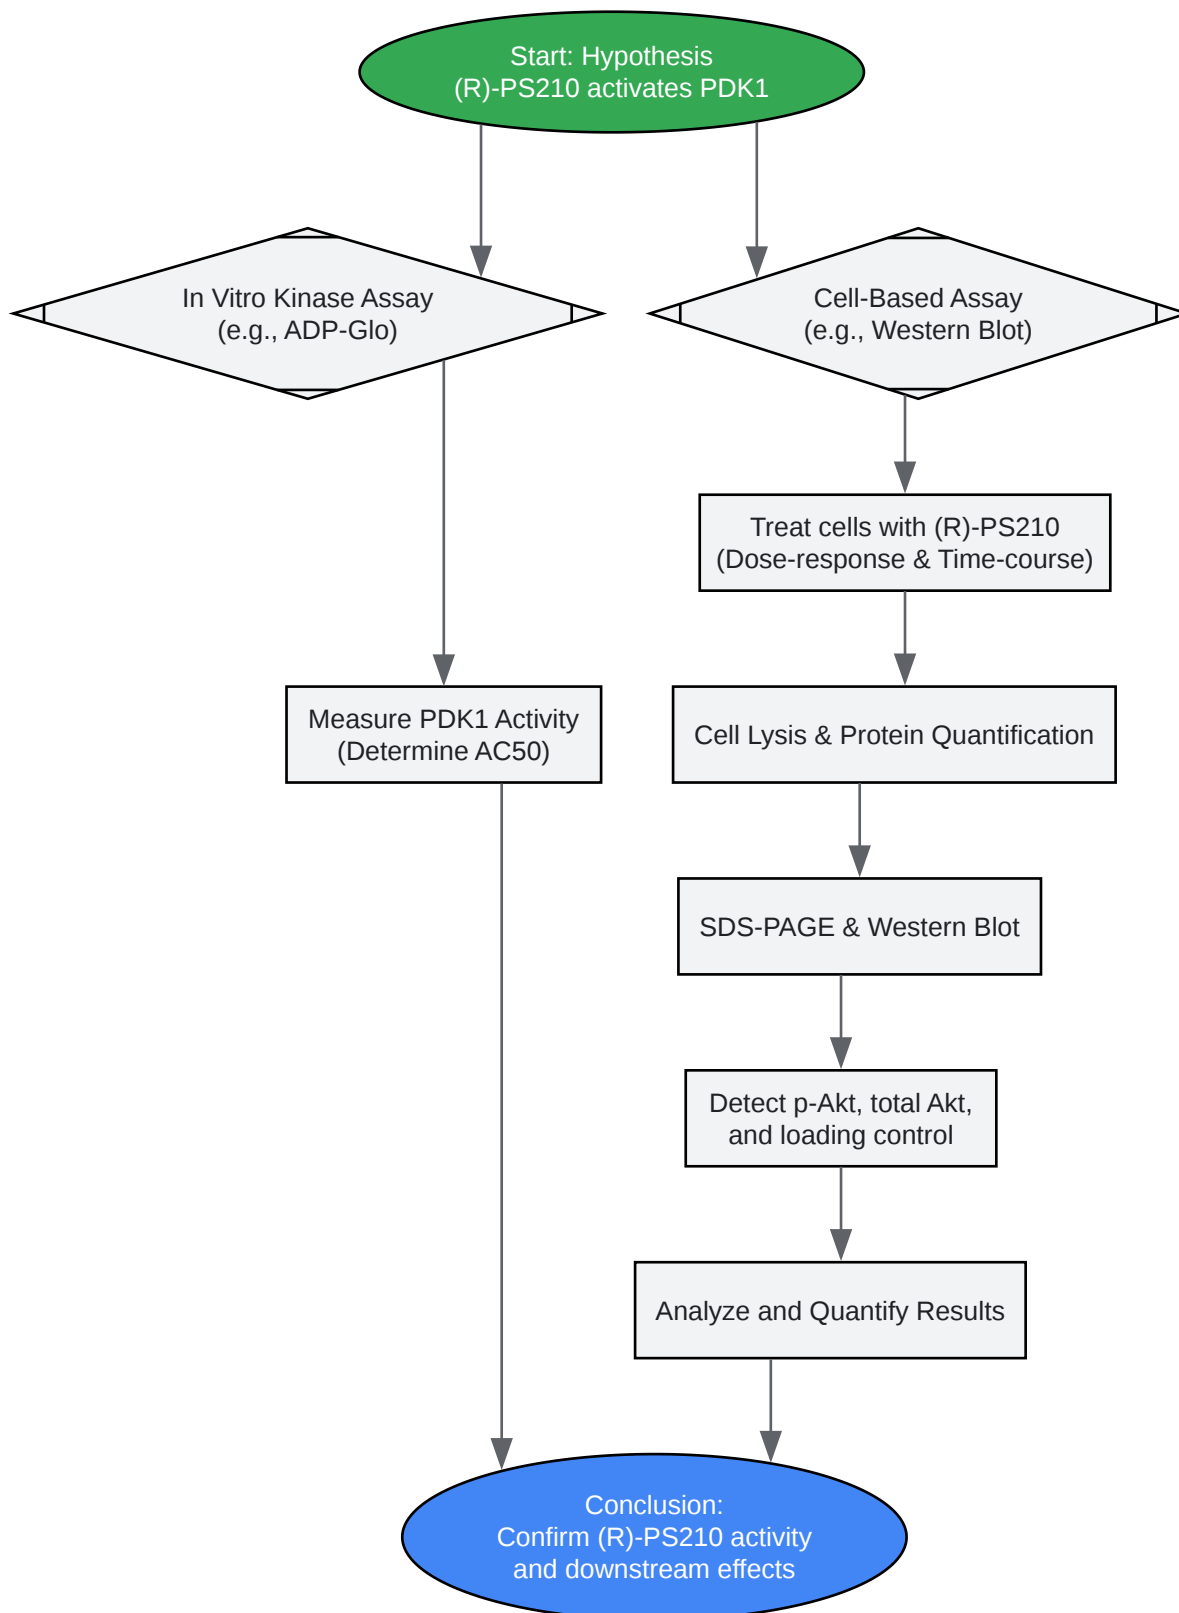 Start: Hypothesis
(R)-PS210 activates PDK1
In Vitro Kinase Assay
(e.g., ADP-Glo)
Cell-Based Assay
(e.g., Western Blot)
Treat cells with (R)-PS210
(Dose-response & Time-course)
Measure PDK1 Activity
(Determine AC50)
Cell Lysis & Protein Quantification
SDS-PAGE & Western Blot
Detect p-Akt, total Akt,
and loading control
Analyze and Quantify Results
Conclusion:
Confirm (R)-PS210 activity
and downstream effects